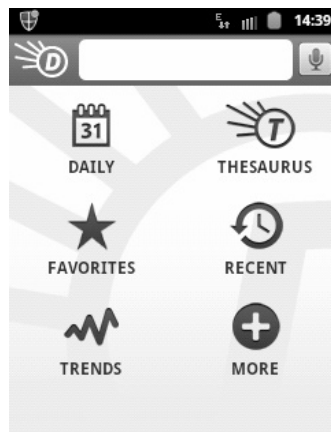 E 14:39
D
31 T
DAILY THESAURUS
FAVORITES RECENT
TRENDS MORE